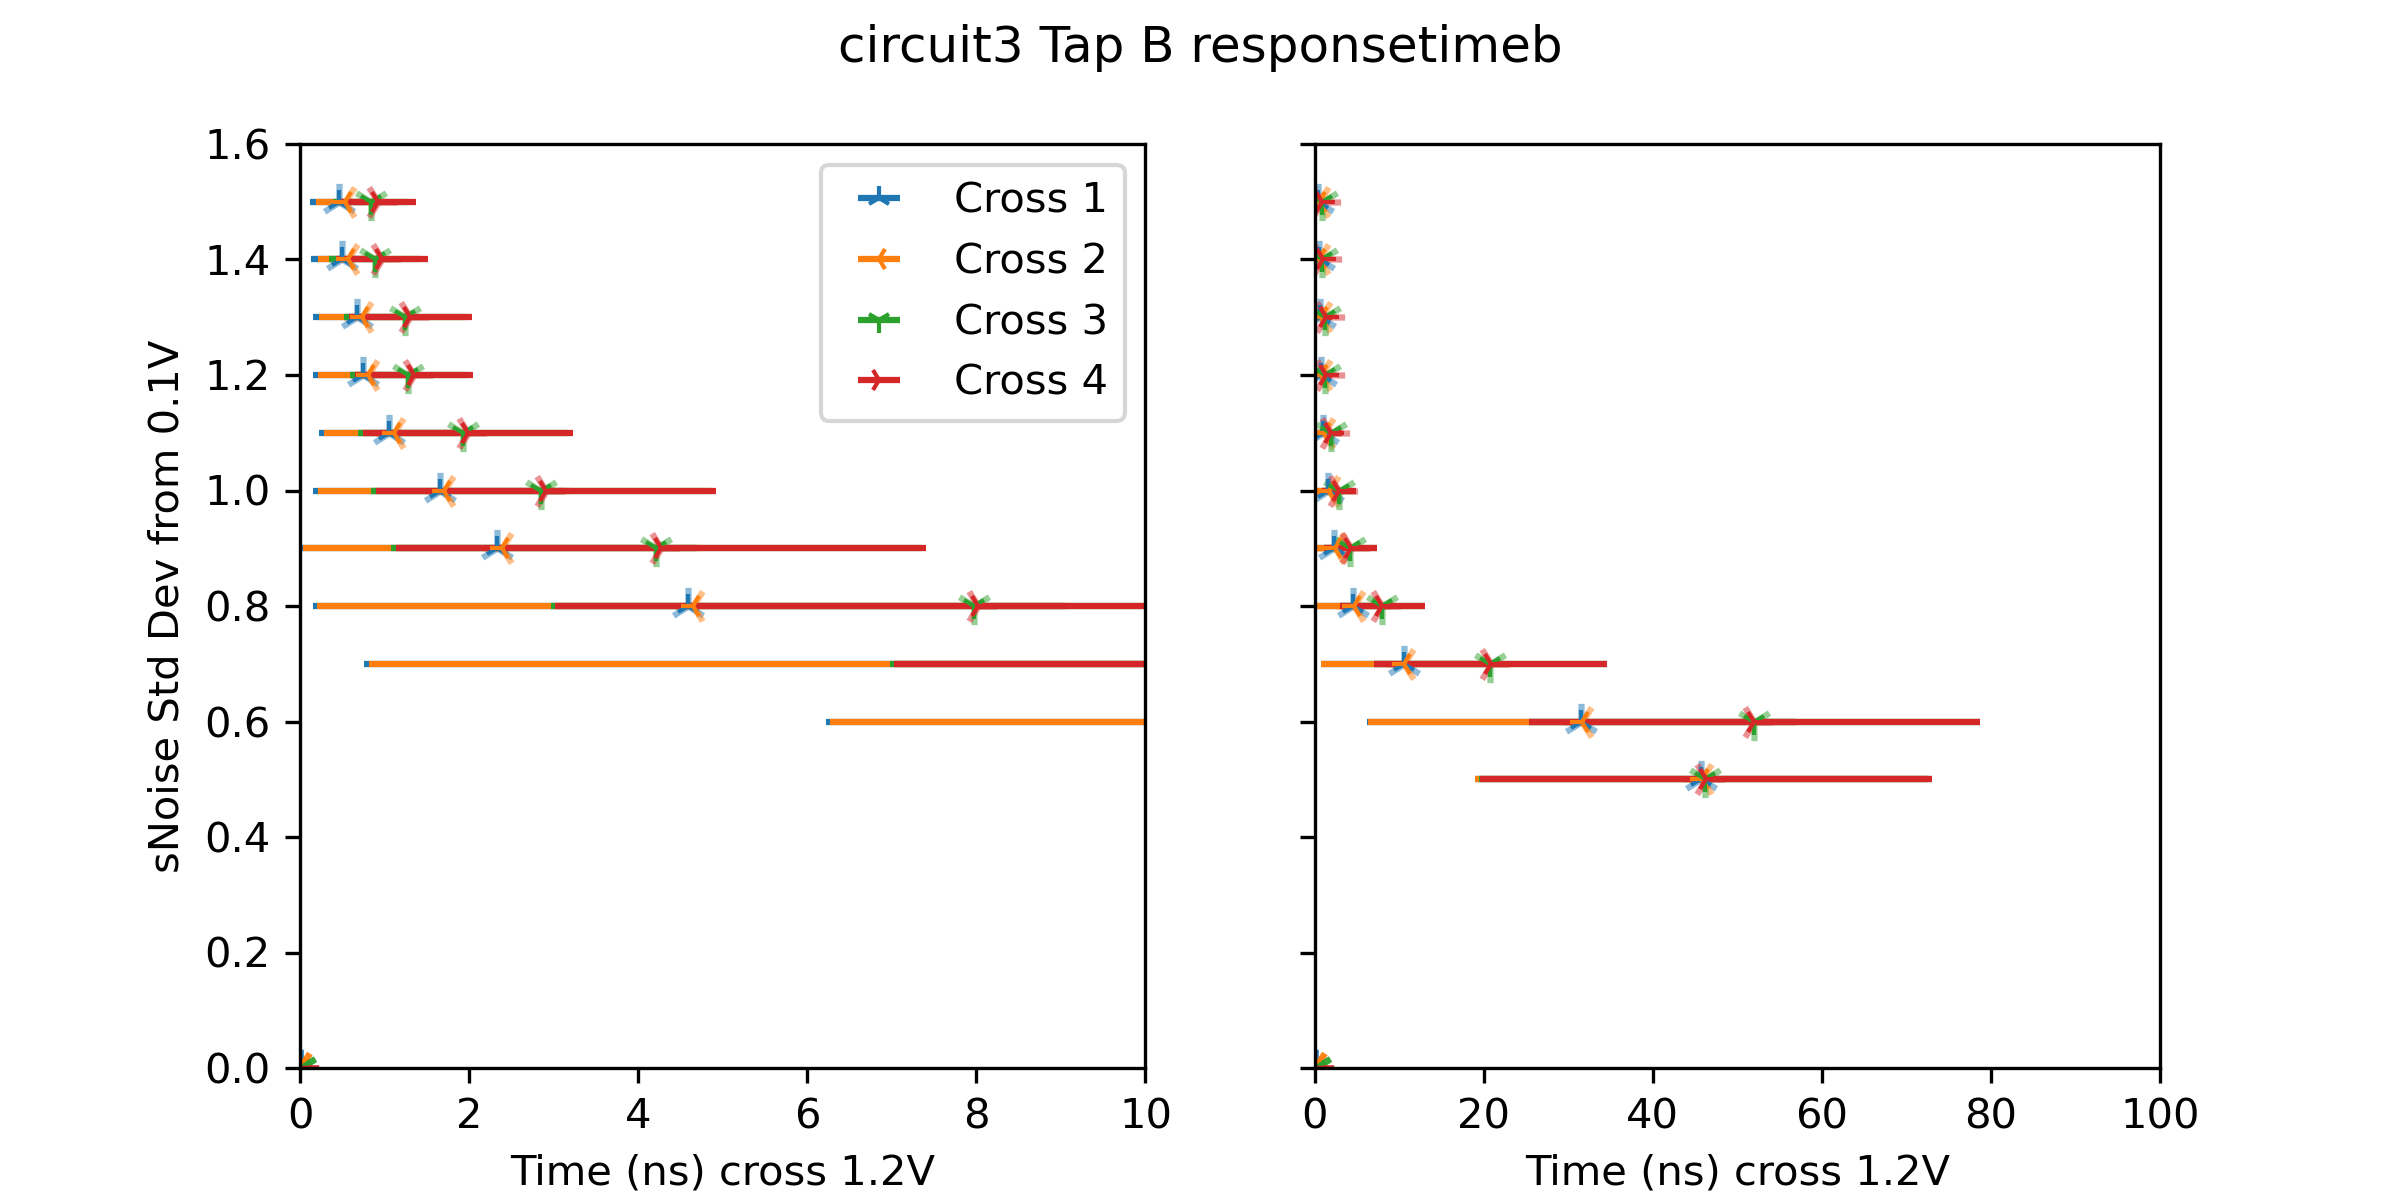 circuit3 Tap B responsetimeb
sNoise Std Dev from 0.1V
1.6
1.4
1.2
1.0
0.8
0.6
0.4
0.2
0.0
0 2 4 6 8 10
Time (ns) cross 1.2V
Cross 1
Cross 2
Cross 3
Cross 4
0 20 40 60 80 100
Time (ns) cross 1.2V